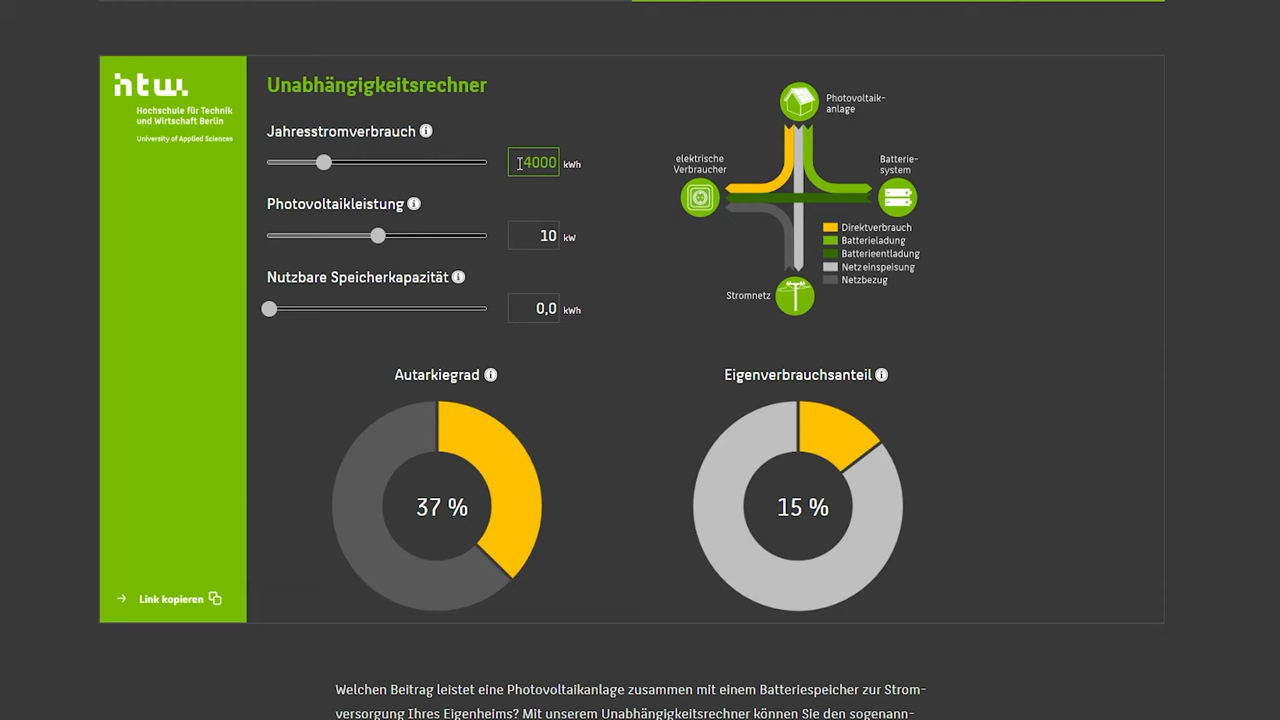 htw.
Hochschule für Technik
und Wirtschaft Berlin
University of Applied Sciences
Unabhängigkeitsrechner
Jahresstromverbrauch i
4000 kWh
Photovoltaikleistung i
10 kW
Nutzbare Speicherkapazität i
0,0 kWh
Photovoltaik-
anlage
elektrische
Verbraucher
Batterie-
system
Direktverbrauch
Batterieladung
Batterieentladung
Netzeinspeisung
Netzbezug
Stromnetz
Autarkiegrad i
37 %
Eigenverbrauchsanteil i
15 %
→ Link kopieren
Welchen Beitrag leistet eine Photovoltaikanlage zusammen mit einem Batteriespeicher zur Strom-
versorgung Ihres Eigenheims? Mit unserem Unabhängigkeitsrechner können Sie den sogenann-